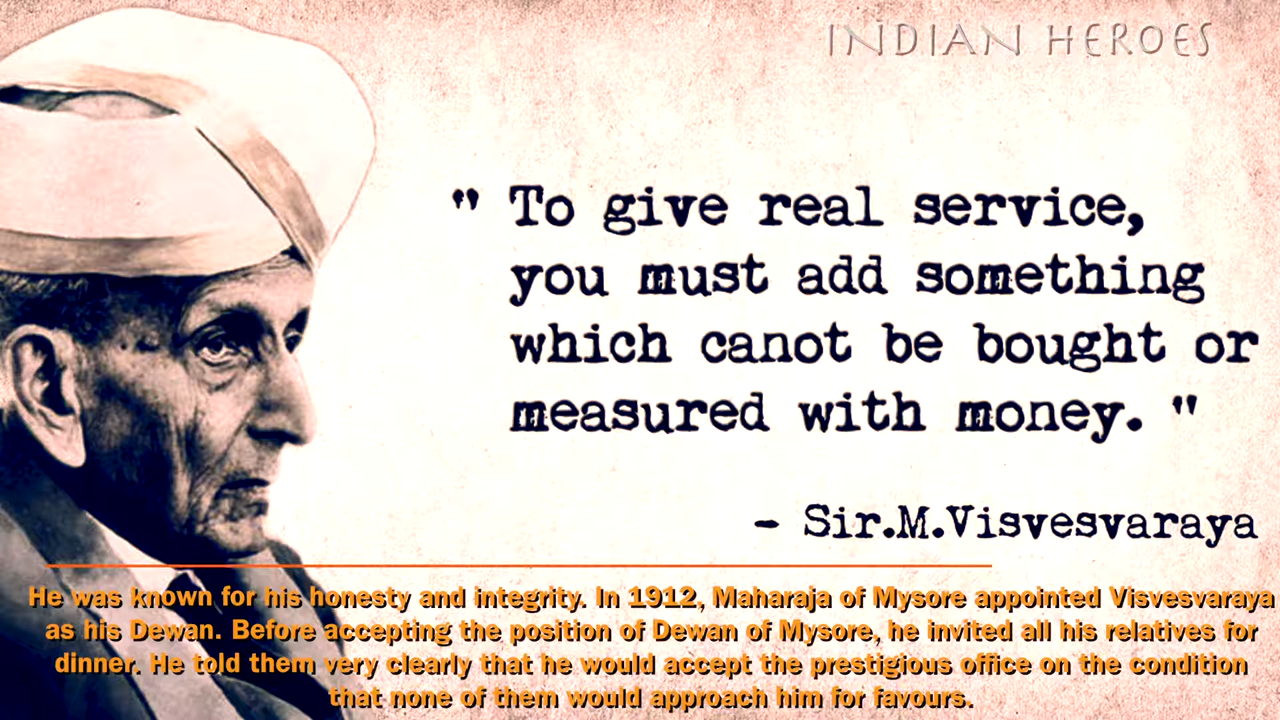 INDIAN HEROES
" To give real service,
you must add something
which canot be bought or
measured with money. "
- Sir.M.Visvesvaraya
He was known for his honesty and integrity. In 1912, Maharaja of Mysore appointed Visvesvaraya
as his Dewan. Before accepting the position of Dewan of Mysore, he invited all his relatives for
dinner. He told them very clearly that he would accept the prestigious office on the condition
that none of them would approach him for favours.